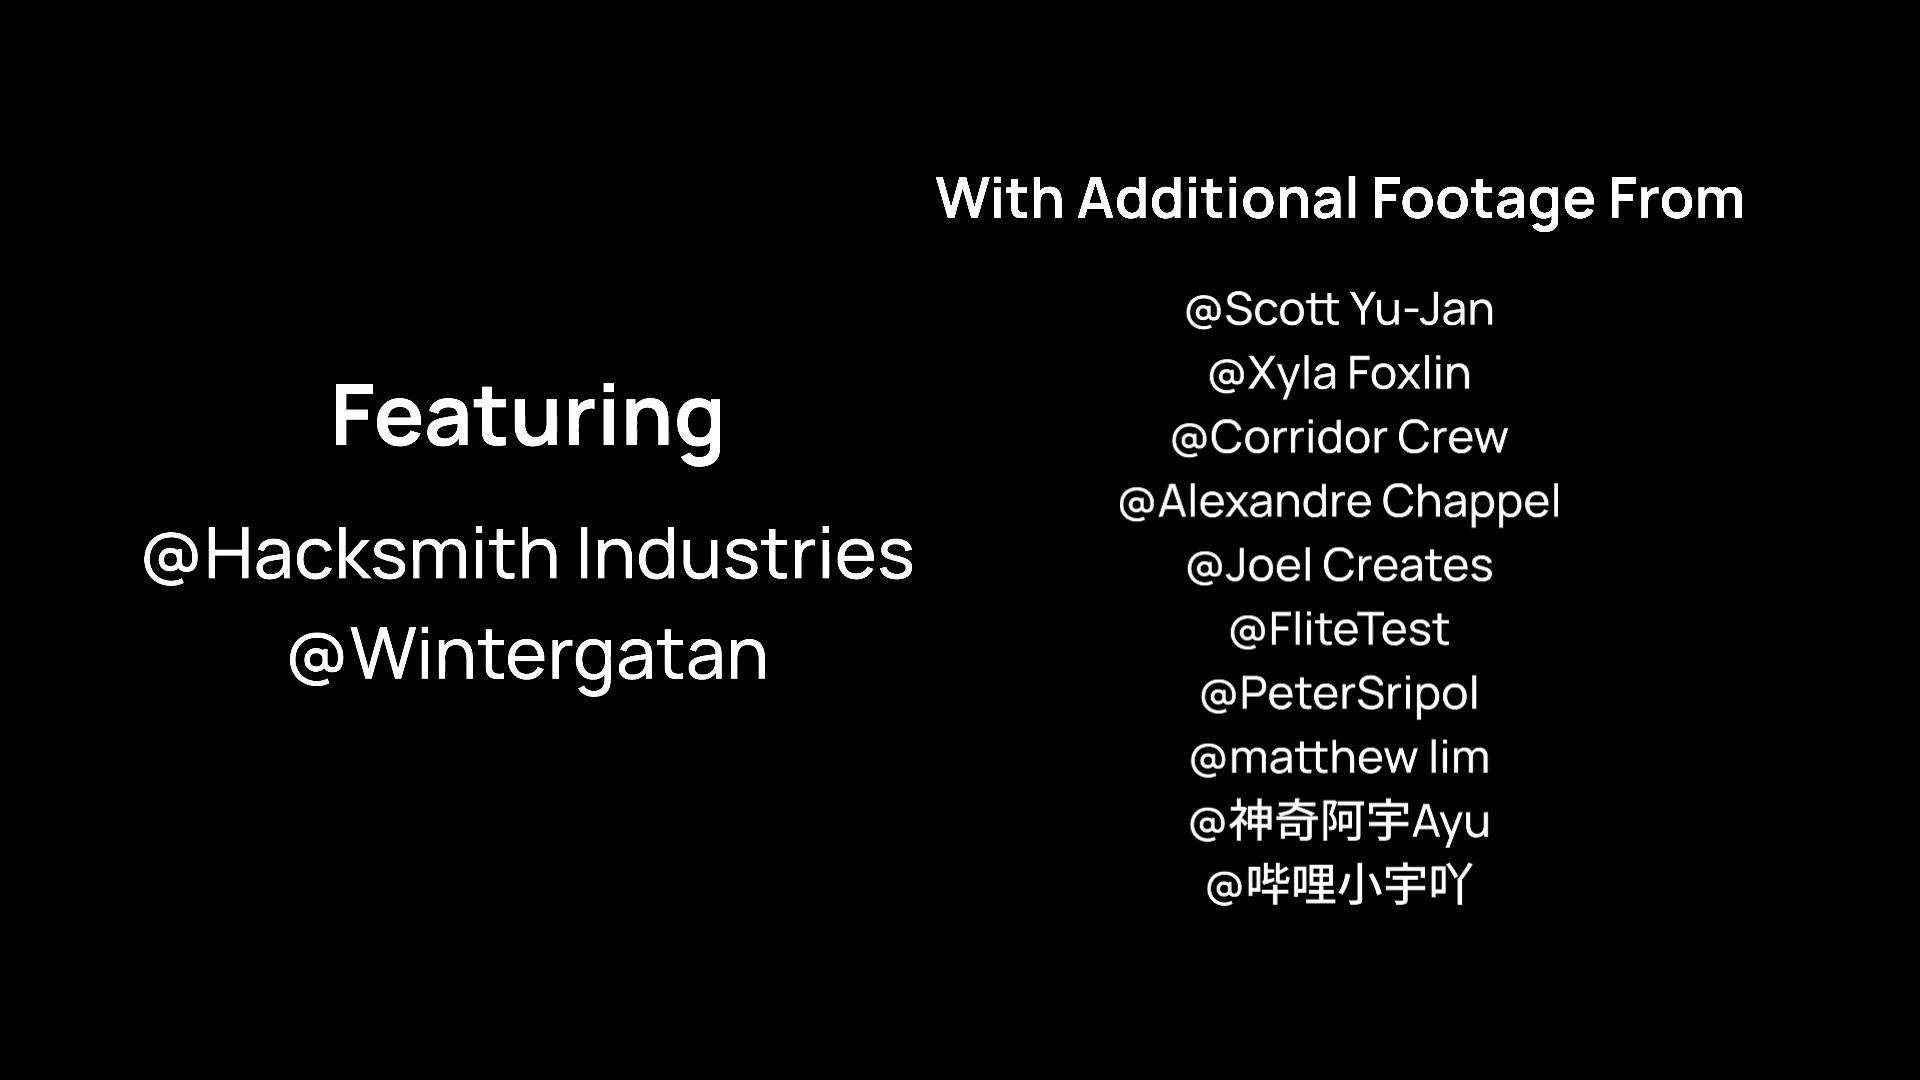 Featuring
@Hacksmith Industries
@Wintergatan
With Additional Footage From
@Scott Yu-Jan
@Xyla Foxlin
@Corridor Crew
@Alexandre Chappel
@Joel Creates
@FliteTest
@PeterSripol
@matthew lim
@神奇阿宇Ayu
@哔哩小宇吖